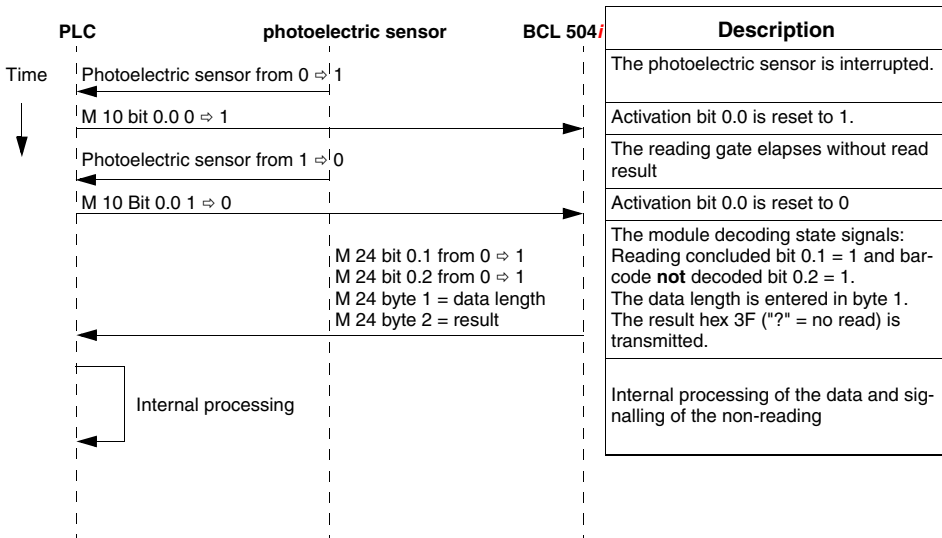 PLC photoelectric sensor BCL 504i Description
Time
Photoelectric sensor from 0 ⇨ 1
The photoelectric sensor is interrupted.
M 10 bit 0.0 0 ⇨ 1
Activation bit 0.0 is reset to 1.
Photoelectric sensor from 1 ⇨ 0
The reading gate elapses without read
result
M 10 Bit 0.0 1 ⇨ 0
Activation bit 0.0 is reset to 0
M 24 bit 0.1 from 0 ⇨ 1
M 24 bit 0.2 from 0 ⇨ 1
M 24 byte 1 = data length
M 24 byte 2 = result
The module decoding state signals:
Reading concluded bit 0.1 = 1 and bar-
code not decoded bit 0.2 = 1.
The data length is entered in byte 1.
The result hex 3F ("?" = no read) is
transmitted.
Internal processing
Internal processing of the data and sig-
nalling of the non-reading